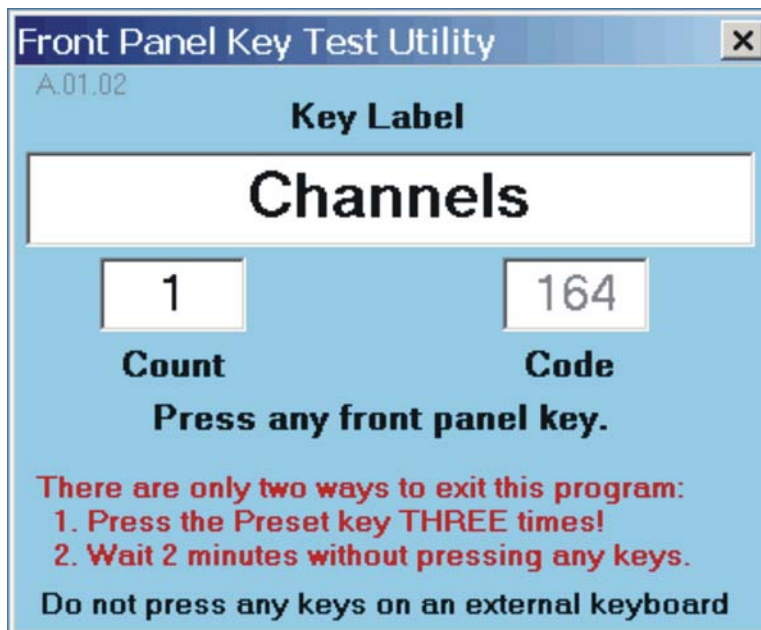 Front Panel Key Test Utility
A.01.02
Key Label
Channels
1 164
Count Code
Press any front panel key.
There are only two ways to exit this program:
1. Press the Preset key THREE times!
2. Wait 2 minutes without pressing any keys.
Do not press any keys on an external keyboard